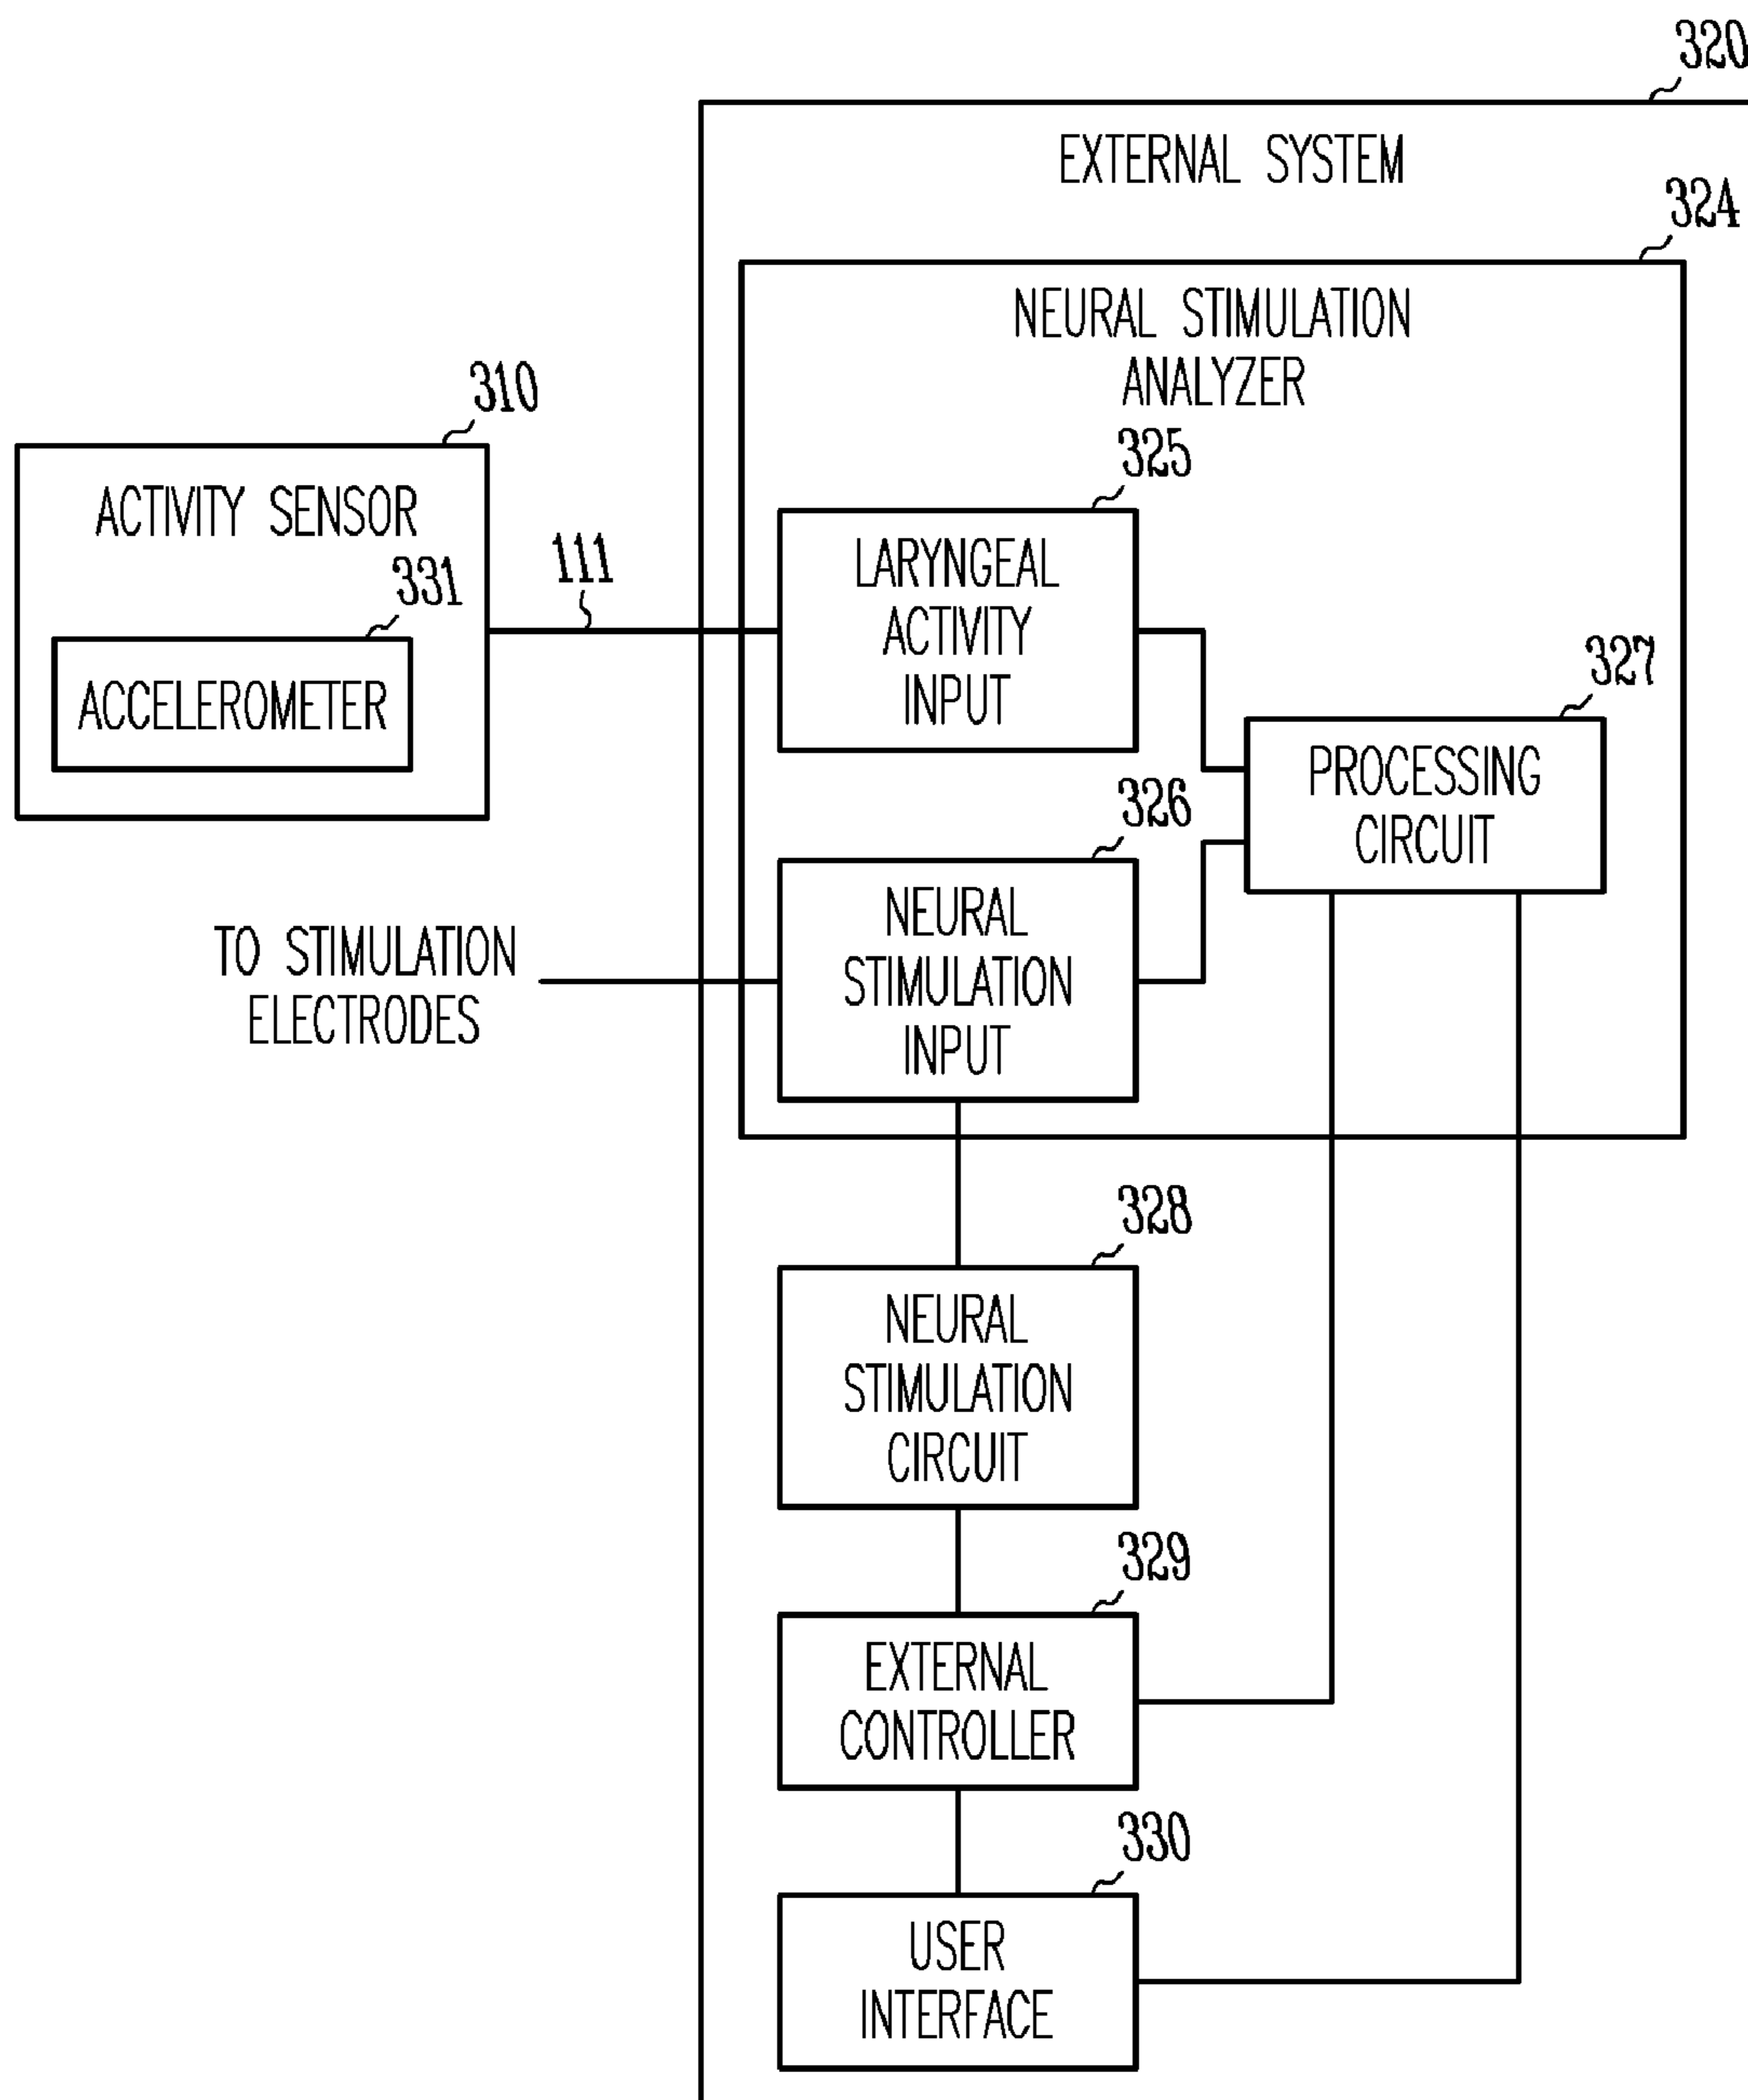 320
EXTERNAL SYSTEM
324
NEURAL STIMULATION
ANALYZER
310
ACTIVITY SENSOR
331
ACCELEROMETER
111
325
LARYNGEAL
ACTIVITY
INPUT
327
PROCESSING
CIRCUIT
326
NEURAL
STIMULATION
INPUT
TO STIMULATION
ELECTRODES
328
NEURAL
STIMULATION
CIRCUIT
329
EXTERNAL
CONTROLLER
330
USER
INTERFACE